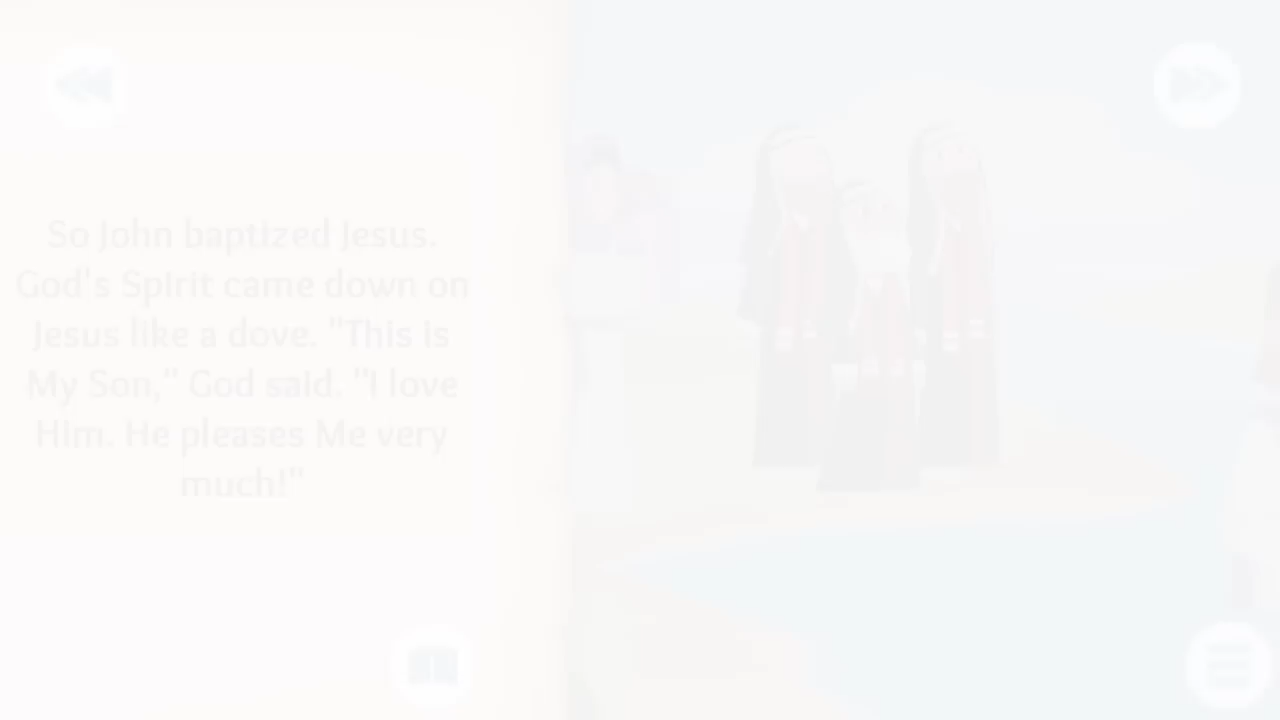 So John baptized Jesus.
God's Spirit came down on
Jesus like a dove. "This is
My Son," God said. "I love
Him. He pleases Me very
much!"